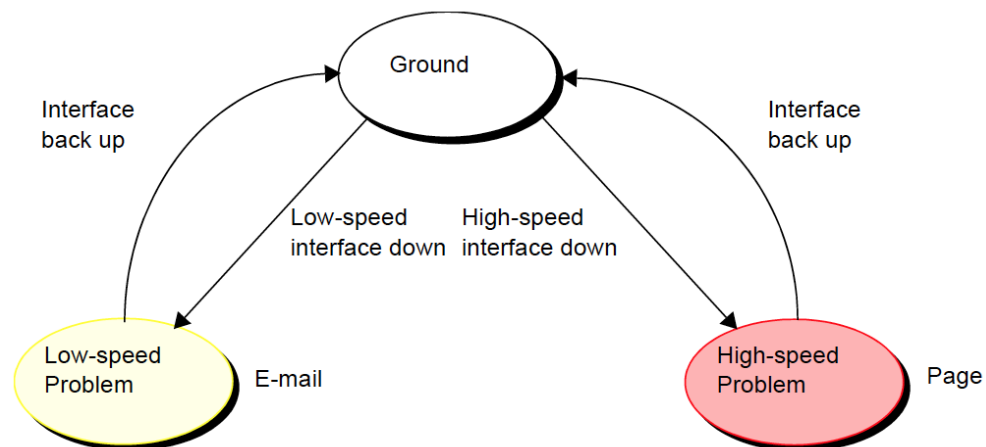 Ground
Interface
back up
Interface
back up
Low-speed
interface down
High-speed
interface down
Low-speed
Problem
E-mail
High-speed
Problem
Page